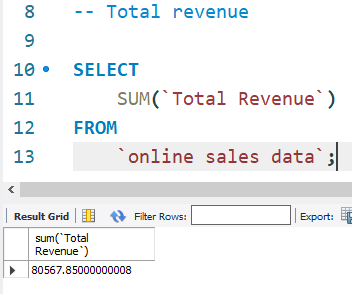 8 -- Total revenue
9
10 SELECT
11 SUM(`Total Revenue`)
12 FROM
13 `online sales data`;
Result Grid Filter Rows: Export:
sum(`Total
Revenue`)
80567.85000000008